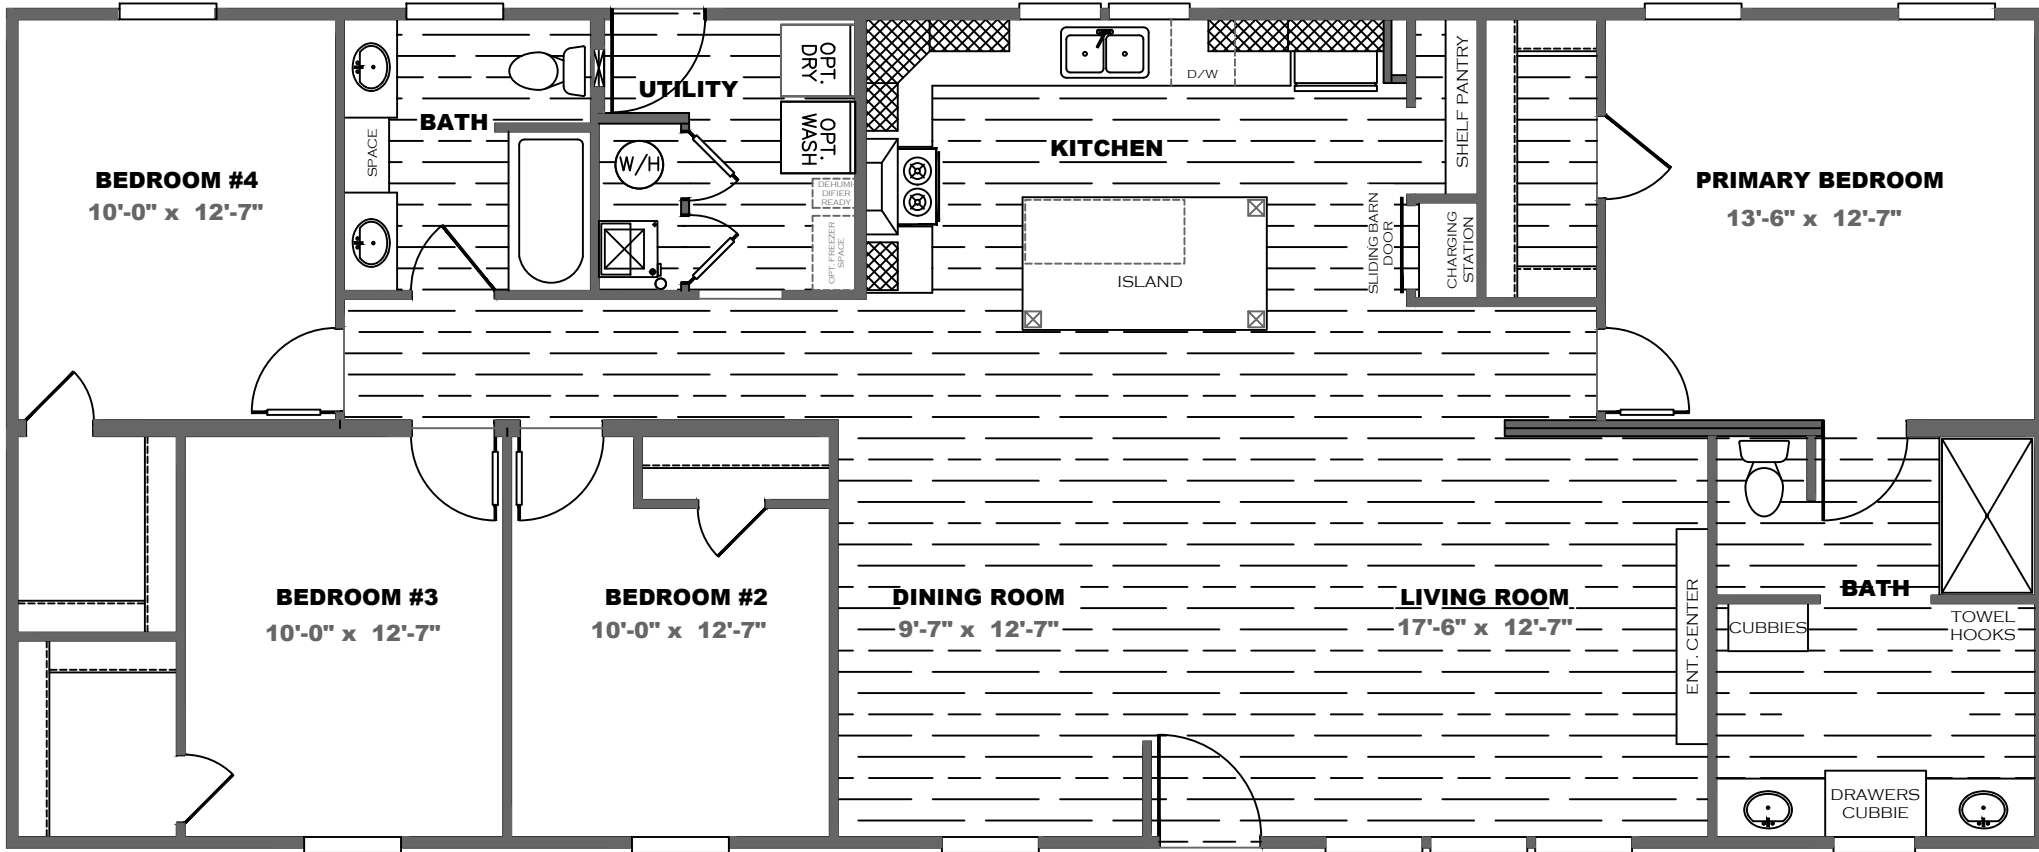 BEDROOM #4
10'-0" x 12'-7"
BATH
SPACE
UTILITY
W/H
OPT.
DRY
OPT.
WASH
DEHUMI-
DIFIER
READY
OPT. FREEZER
SPACE
KITCHEN
D/W
ISLAND
SHELF PANTRY
SLIDING BARN
DOOR
CHARGING
STATION
PRIMARY BEDROOM
13'-6" x 12'-7"
BEDROOM #3
10'-0" x 12'-7"
BEDROOM #2
10'-0" x 12'-7"
DINING ROOM
9'-7" x 12'-7"
LIVING ROOM
17'-6" x 12'-7"
ENT. CENTER
BATH
CUBBIES
TOWEL
HOOKS
DRAWERS
CUBBIE